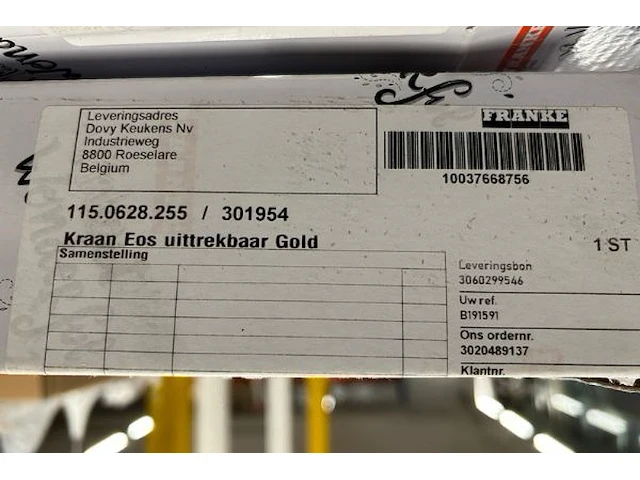 FRANKE
Leveringsadres
Dovy Keukens Nv
Industrieweg
8800 Roeselare
Belgium
FRANKE
10037668756
115.0628.255 / 301954
Kraan Eos uittrekbaar Gold
1 ST
Samenstelling
Leveringsbon
3060299546
Uw ref.
B191591
Ons ordernr.
3020489137
Klantnr.